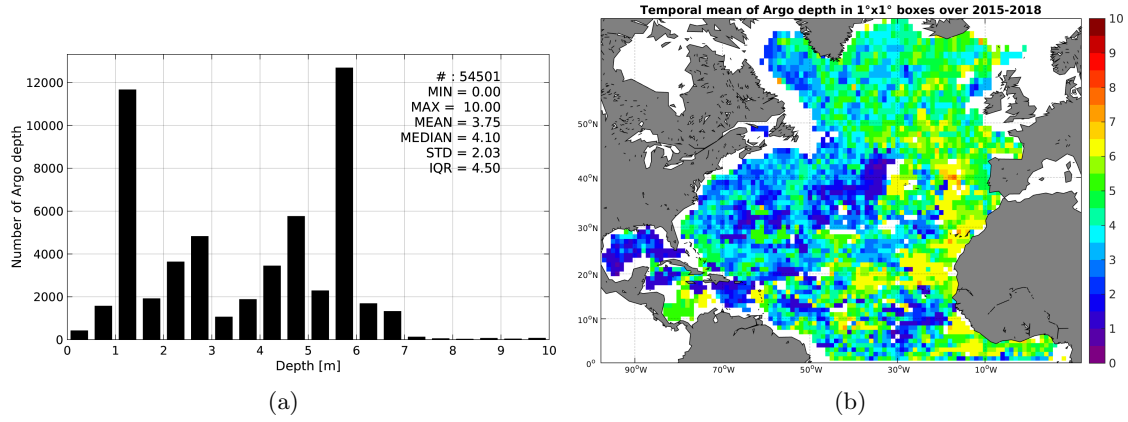 Temporal mean of Argo depth in 1°x1° boxes over 2015-2018
# : 54501
MIN = 0.00
MAX = 10.00
MEAN = 3.75
MEDIAN = 4.10
STD = 2.03
IQR = 4.50
Number of Argo depth
12000
10000
8000
6000
4000
2000
0
0 1 2 3 4 5 6 7 8 9 10
Depth [m]
(a)
50°N
40°N
30°N
20°N
10°N
0°
90°W 70°W 50°W 30°W 10°W
10
9
8
7
6
5
4
3
2
1
0
(b)